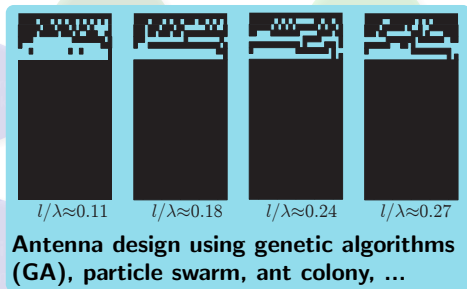 l/λ≈0.11 l/λ≈0.18 l/λ≈0.24 l/λ≈0.27
Antenna design using genetic algorithms
(GA), particle swarm, ant colony, ...